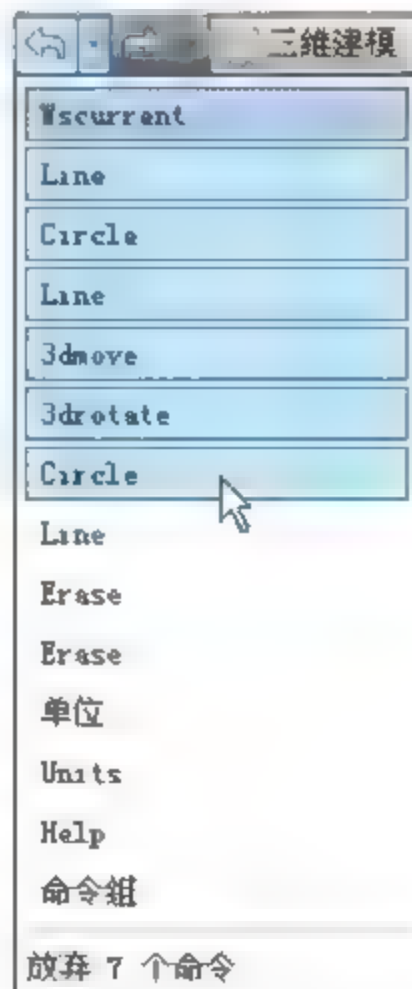 三维建模
Wscurrent
Line
Circle
Line
3dmove
3drotate
Circle
Line
Erase
Erase
单位
Units
Help
命令组
放弃 7 个命令